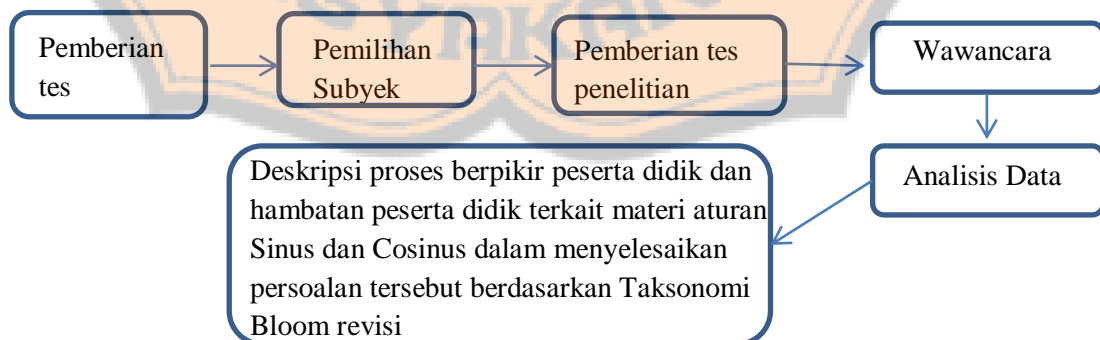 Pemberian
tes
Pemilihan
Subyek
Pemberian tes
penelitian
Wawancara
Analisis Data
Deskripsi proses berpikir peserta didik dan
hambatan peserta didik terkait materi aturan
Sinus dan Cosinus dalam menyelesaikan
persoalan tersebut berdasarkan Taksonomi
Bloom revisi